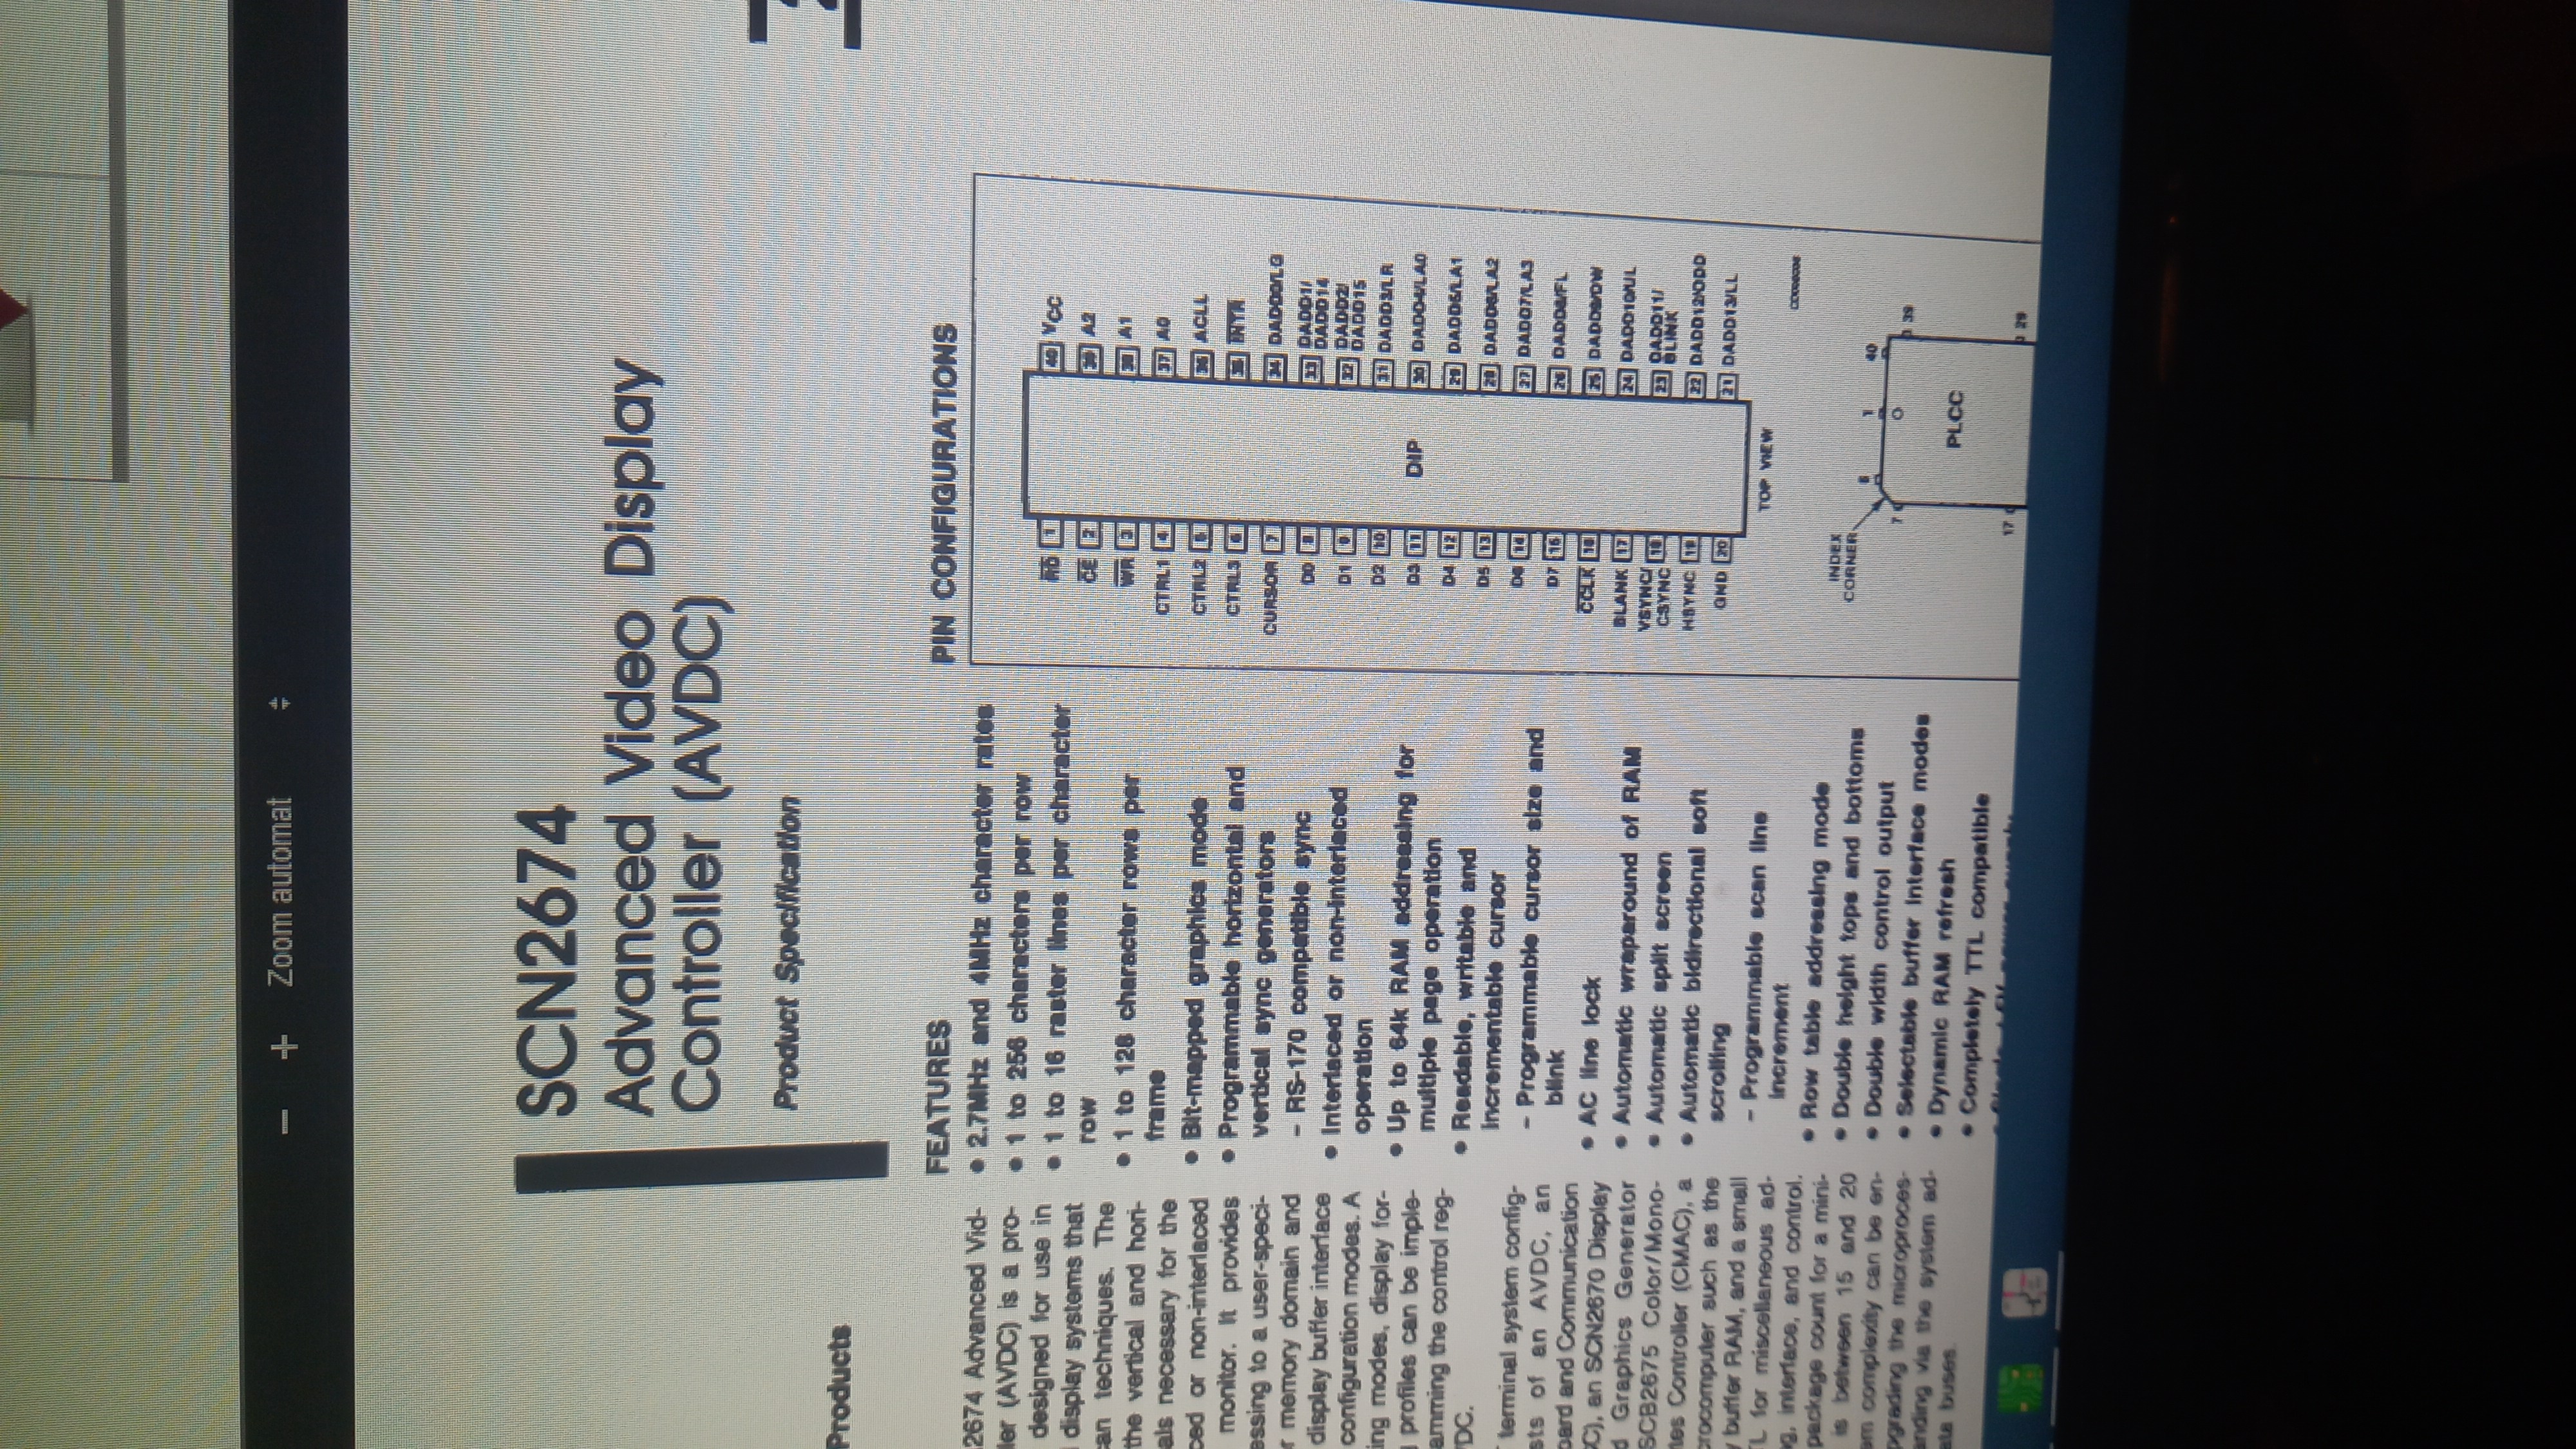 Zoom automat
SCN2674
Advanced Video Display
Controller (AVDC)
Product Specification
Products
2674 Advanced Vid-
ler (AVDC) is a pro-
designed for use in
display systems that
an techniques. The
the vertical and hori-
als necessary for the
ced or non-interlaced
monitor. It provides
essing to a user-speci-
r memory domain and
display buffer interface
configuration modes. A
ing modes, display for-
profiles can be imple-
amming the control reg-
DC.
terminal system config-
sts of an AVDC, an
oard and Communication
C), an SCN2670 Display
d Graphics Generator
SCB2675 Color/Mono-
tes Controller (CMAC), a
crocomputer such as the
y buffer RAM, and a small
TL for miscellaneous ad-
g, interface, and control.
package count for a mini-
is between 15 and 20
em complexity can be en-
pgrading the microproces-
anding via the system ad-
ata buses.
FEATURES
• 2.7MHz and 4MHz character rates
• 1 to 256 characters per row
• 1 to 16 raster lines per character
row
• 1 to 128 character rows per
frame
• Bit-mapped graphics mode
• Programmable horizontal and
vertical sync generators
– RS-170 compatible sync
• Interlaced or non-interlaced
operation
• Up to 64k RAM addressing for
multiple page operation
• Readable, writable and
incrementable cursor
– Programmable cursor size and
blink
• AC line lock
• Automatic wraparound of RAM
• Automatic split screen
• Automatic bidirectional soft
scrolling
– Programmable scan line
increment
• Row table addressing mode
• Double height tops and bottoms
• Double width control output
• Selectable buffer interface modes
• Dynamic RAM refresh
• Completely TTL compatible
• Single +5V power supply
PIN CONFIGURATIONS
RD 1 40 VCC
CE 2 39 A2
WR 3 38 A1
CTRL1 4 37 A0
CTRL2 5 36 ACLL
CTRL3 6 35 INTR
CURSOR 7 34 DADD0/LG
D0 8 33 DADD1/
DADD14
D1 9 32 DADD2/
DADD15
D2 10 31 DADD3/LR
D3 11 30 DADD4/LA0
D4 12 29 DADD5/LA1
D5 13 28 DADD6/LA2
D6 14 27 DADD7/LA3
D7 15 26 DADD8/FL
CCLK 16 25 DADD9/DW
BLANK 17 24 DADD10/UL
VSYNC/
CSYNC 18 23 DADD11/
BLINK
HSYNC 19 22 DADD12/ODD
GND 20 21 DADD13/LL
DIP
TOP VIEW
INDEX
CORNER
6 1 40
7 39
PLCC
17 29